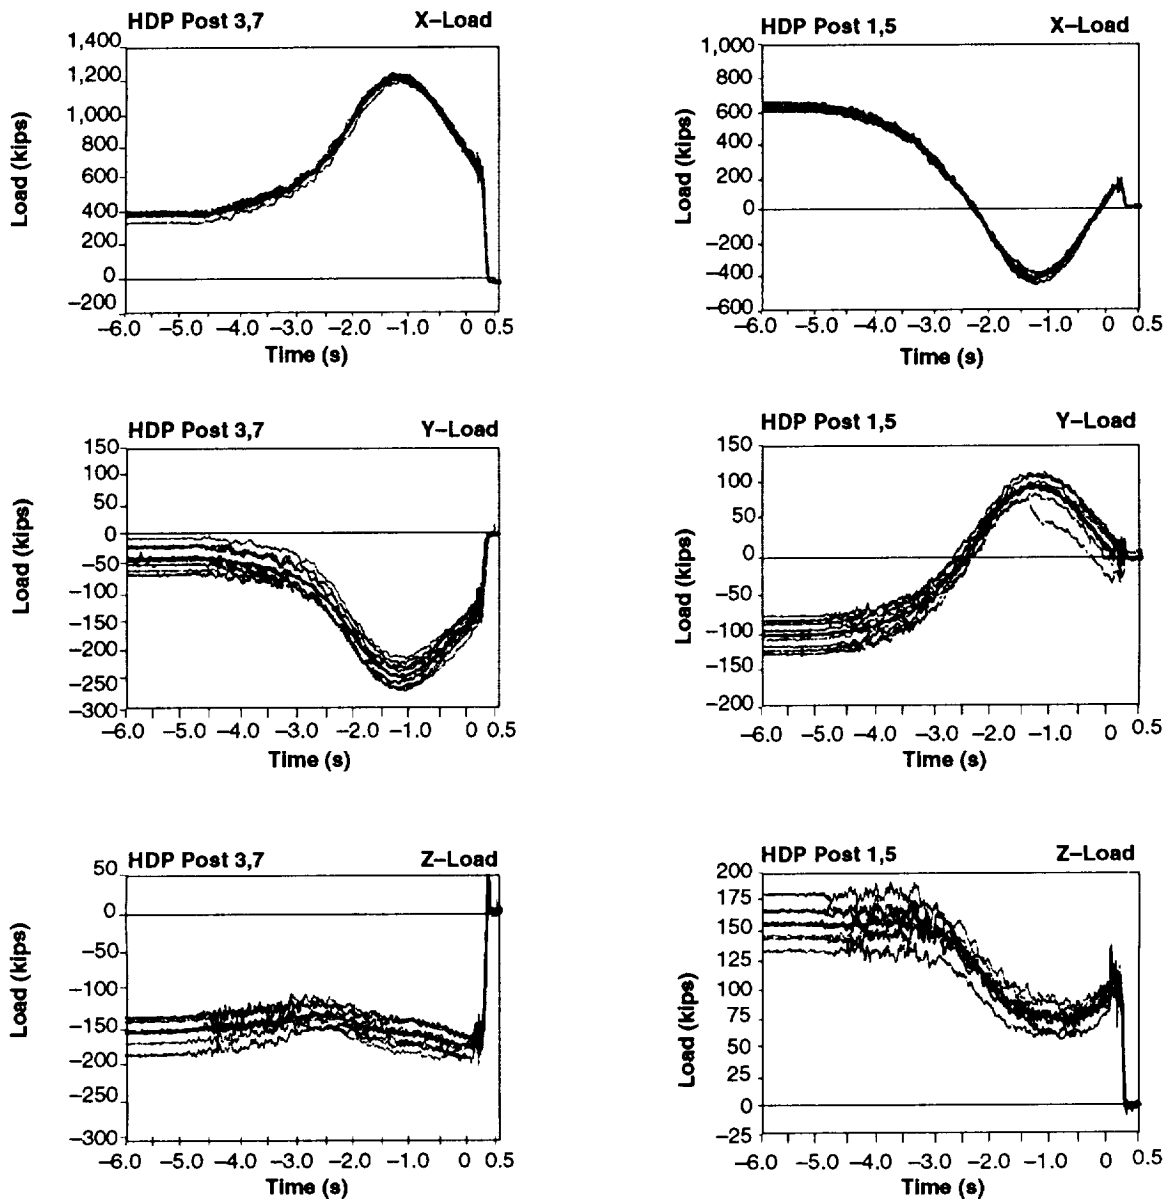 HDP Post 3,7 X–Load
1,400
1,200
1,000
800
600
400
200
0
–200
Load (kips)
–6.0 –5.0 –4.0 –3.0 –2.0 –1.0 0 0.5
Time (s)
HDP Post 1,5 X–Load
1,000
800
600
400
200
0
–200
–400
–600
Load (kips)
–6.0 –5.0 –4.0 –3.0 –2.0 –1.0 0 0.5
Time (s)
HDP Post 3,7 Y–Load
150
100
50
0
–50
–100
–150
–200
–250
–300
Load (kips)
–6.0 –5.0 –4.0 –3.0 –2.0 –1.0 0 0.5
Time (s)
HDP Post 1,5 Y–Load
150
100
50
0
–50
–100
–150
–200
Load (kips)
–6.0 –5.0 –4.0 –3.0 –2.0 –1.0 0 0.5
Time (s)
HDP Post 3,7 Z–Load
50
0
–50
–100
–150
–200
–250
–300
Load (kips)
–6.0 –5.0 –4.0 –3.0 –2.0 –1.0 0 0.5
Time (s)
HDP Post 1,5 Z–Load
200
175
150
125
100
75
50
25
0
–25
Load (kips)
–6.0 –5.0 –4.0 –3.0 –2.0 –1.0 0 0.5
Time (s)